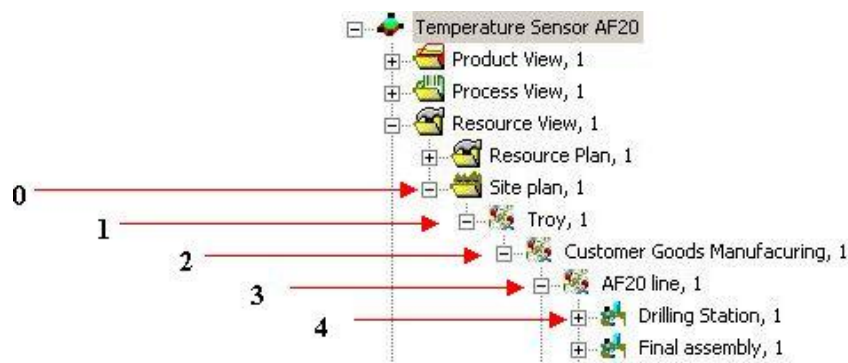 Temperature Sensor AF20
Product View, 1
Process View, 1
Resource View, 1
Resource Plan, 1
0 Site plan, 1
1 Troy, 1
2 Customer Goods Manufacuring, 1
3 AF20 line, 1
4 Drilling Station, 1
Final assembly, 1